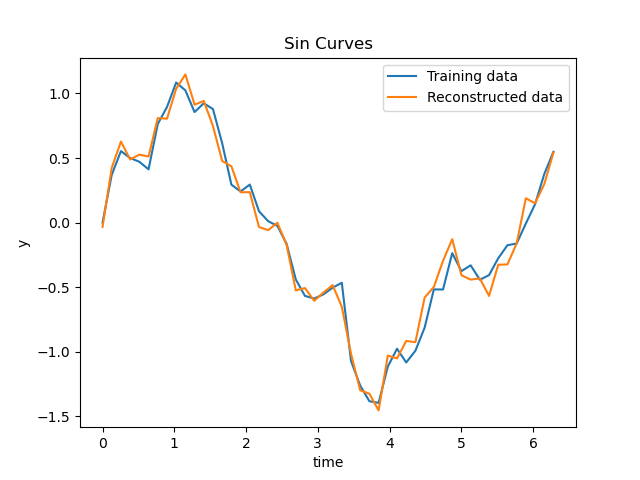 Sin Curves
Training data
Reconstructed data
1.0
0.5
0.0
−0.5
−1.0
−1.5
y
0 1 2 3 4 5 6
time